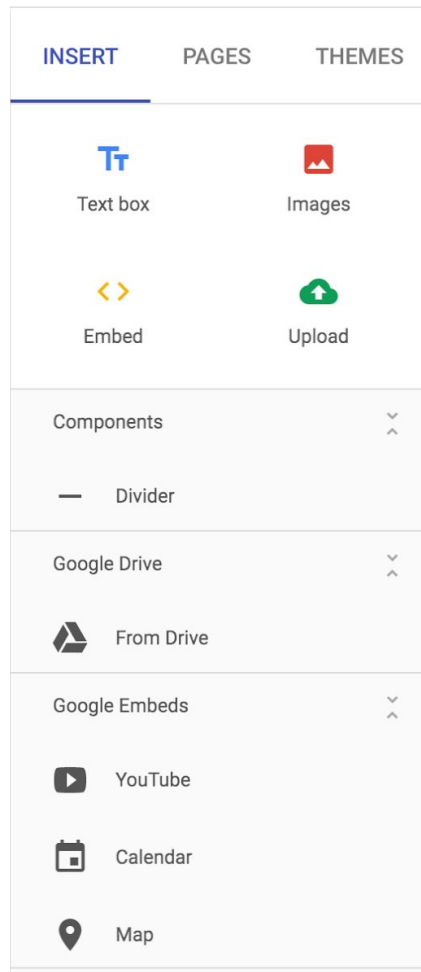 INSERT PAGES THEMES
Text box Images
Embed Upload
Components
Divider
Google Drive
From Drive
Google Embeds
YouTube
Calendar
Map